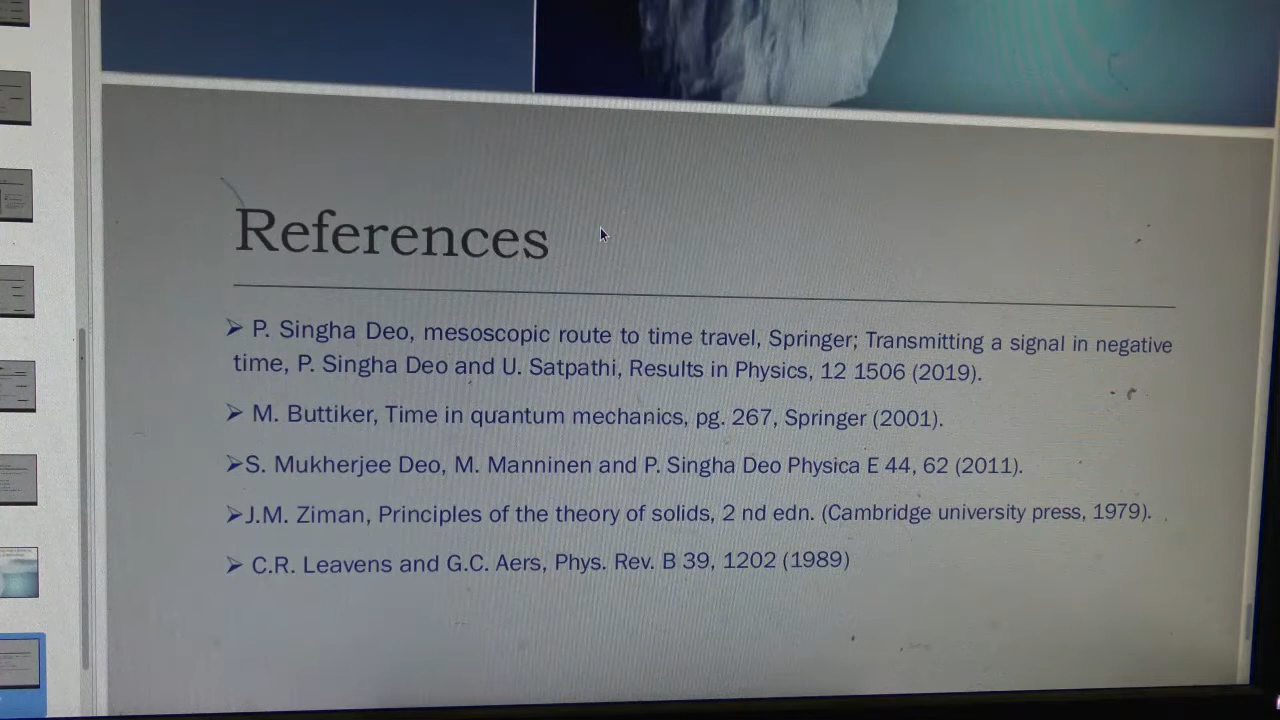 References
➢ P. Singha Deo, mesoscopic route to time travel, Springer; Transmitting a signal in negative
time, P. Singha Deo and U. Satpathi, Results in Physics, 12 1506 (2019).
➢ M. Buttiker, Time in quantum mechanics, pg. 267, Springer (2001).
➢S. Mukherjee Deo, M. Manninen and P. Singha Deo Physica E 44, 62 (2011).
➢J.M. Ziman, Principles of the theory of solids, 2 nd edn. (Cambridge university press, 1979).
➢ C.R. Leavens and G.C. Aers, Phys. Rev. B 39, 1202 (1989)